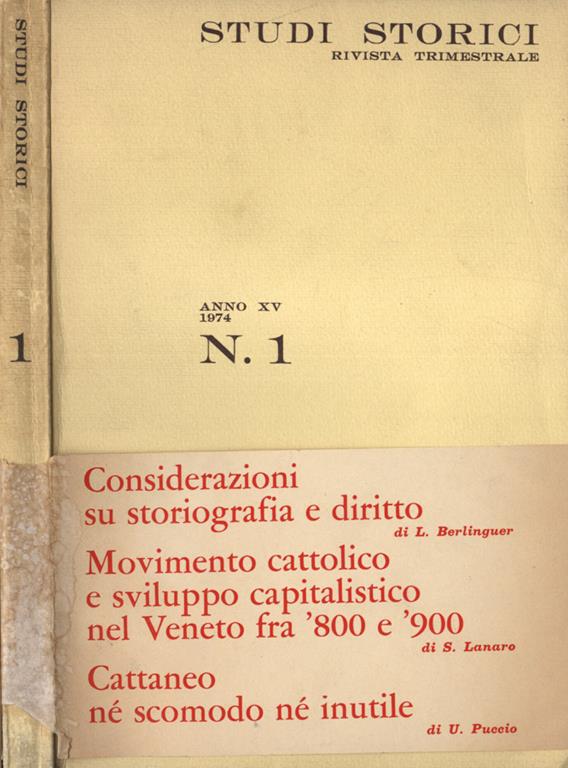 STUDI STORICI
1
STUDI STORICI
RIVISTA TRIMESTRALE
ANNO XV
1974
N. 1
Considerazioni
su storiografia e diritto
di L. Berlinguer
Movimento cattolico
e sviluppo capitalistico
nel Veneto fra '800 e '900
di S. Lanaro
Cattaneo
né scomodo né inutile
di U. Puccio